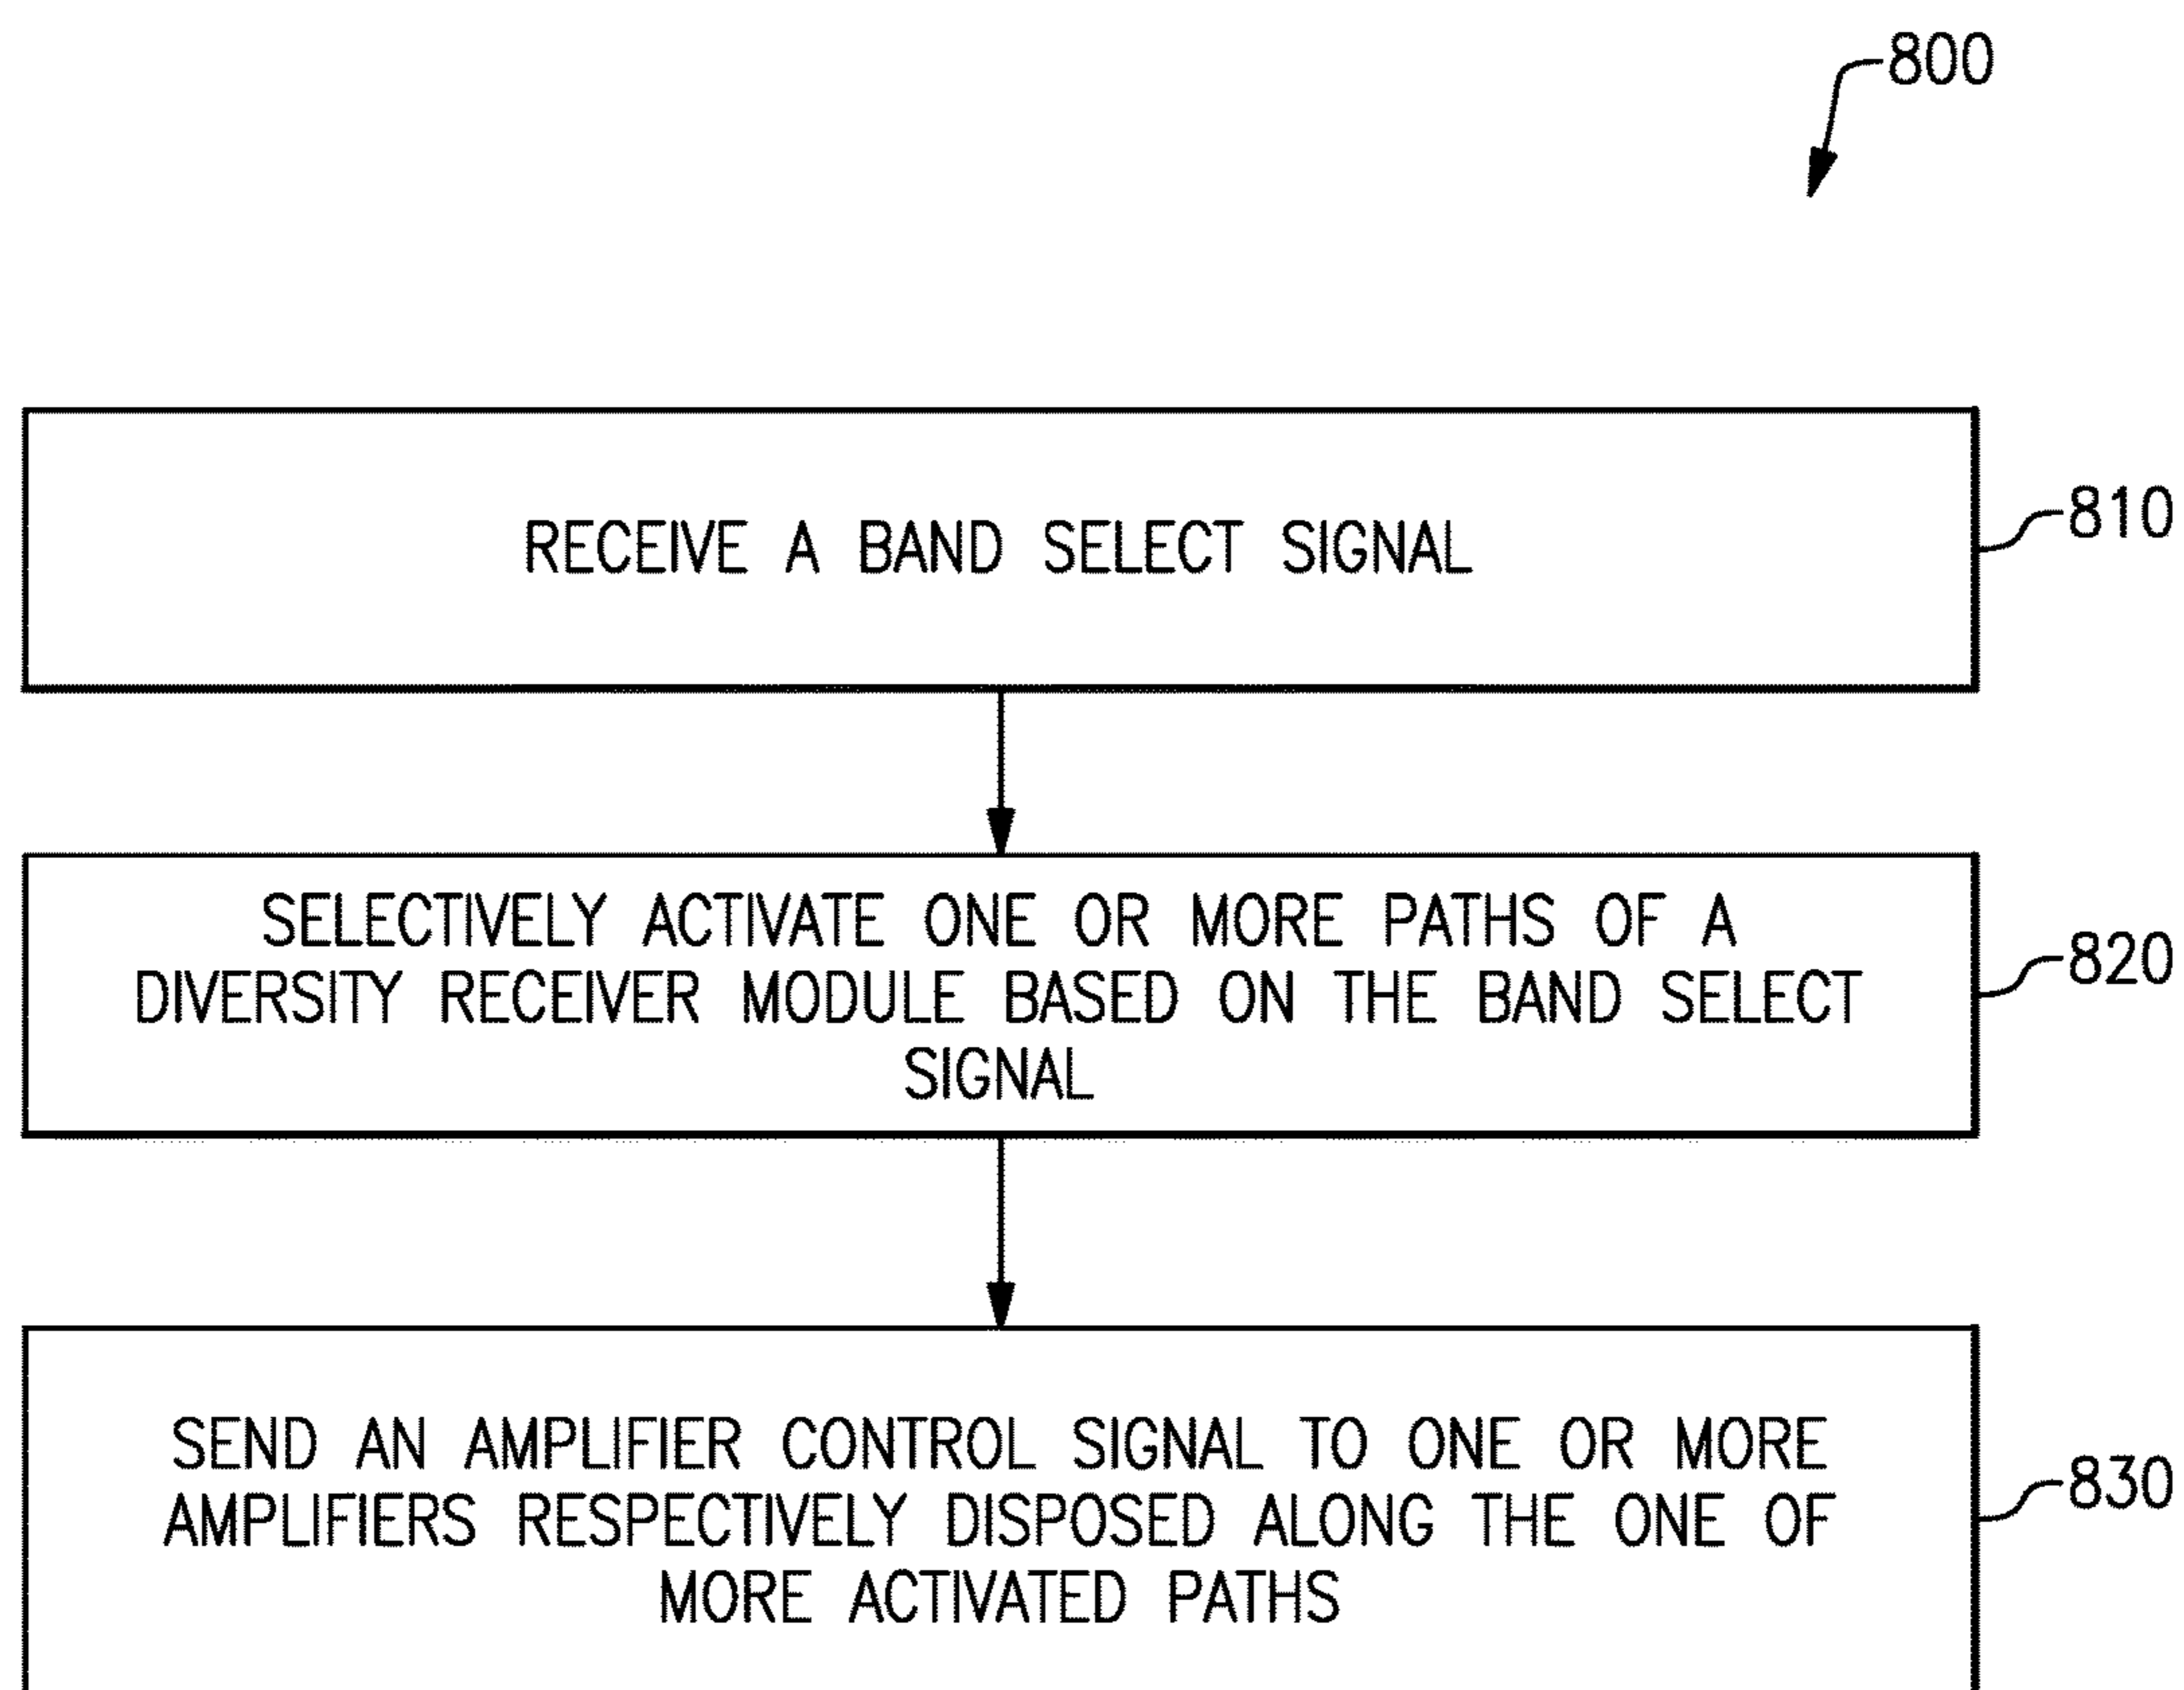 800
RECEIVE A BAND SELECT SIGNAL
810
SELECTIVELY ACTIVATE ONE OR MORE PATHS OF A
DIVERSITY RECEIVER MODULE BASED ON THE BAND SELECT
SIGNAL
820
SEND AN AMPLIFIER CONTROL SIGNAL TO ONE OR MORE
AMPLIFIERS RESPECTIVELY DISPOSED ALONG THE ONE OF
MORE ACTIVATED PATHS
830